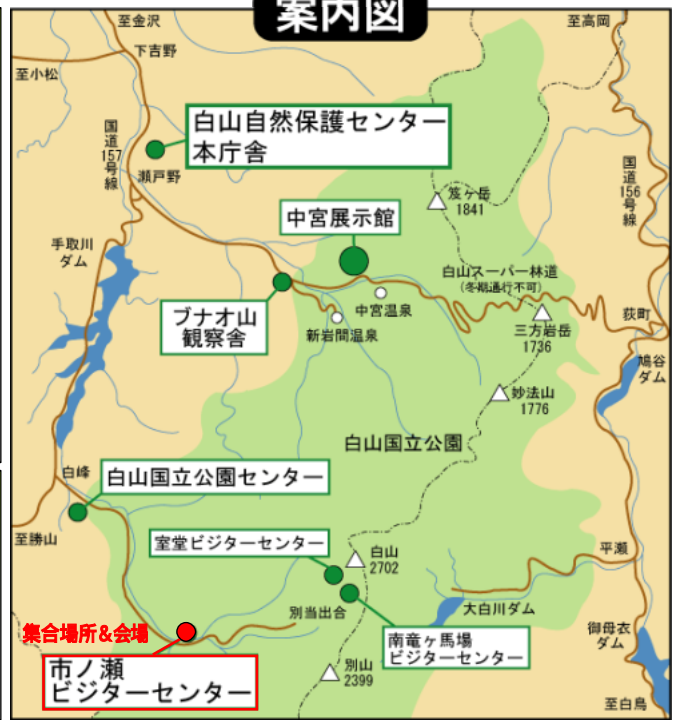 案内図
至金沢
至高岡
下吉野
至小松
国道157号線
白山自然保護センター
本庁舎
瀬戸野
国道156号線
笈ヶ岳
1841
中宮展示館
手取川
ダム
白山スーパー林道
(冬期通行不可)
中宮温泉
荻町
ブナオ山
観察舎
新岩間温泉
三方岩岳
1736
鳩谷
ダム
妙法山
1776
白山国立公園
白峰
白山国立公園センター
至勝山
室堂ビジターセンター
白山
2702
平瀬
別当出合
大白川ダム
集合場所&会場
南竜ヶ馬場
ビジターセンター
御母衣
ダム
市ノ瀬
ビジターセンター
別山
2399
至白鳥